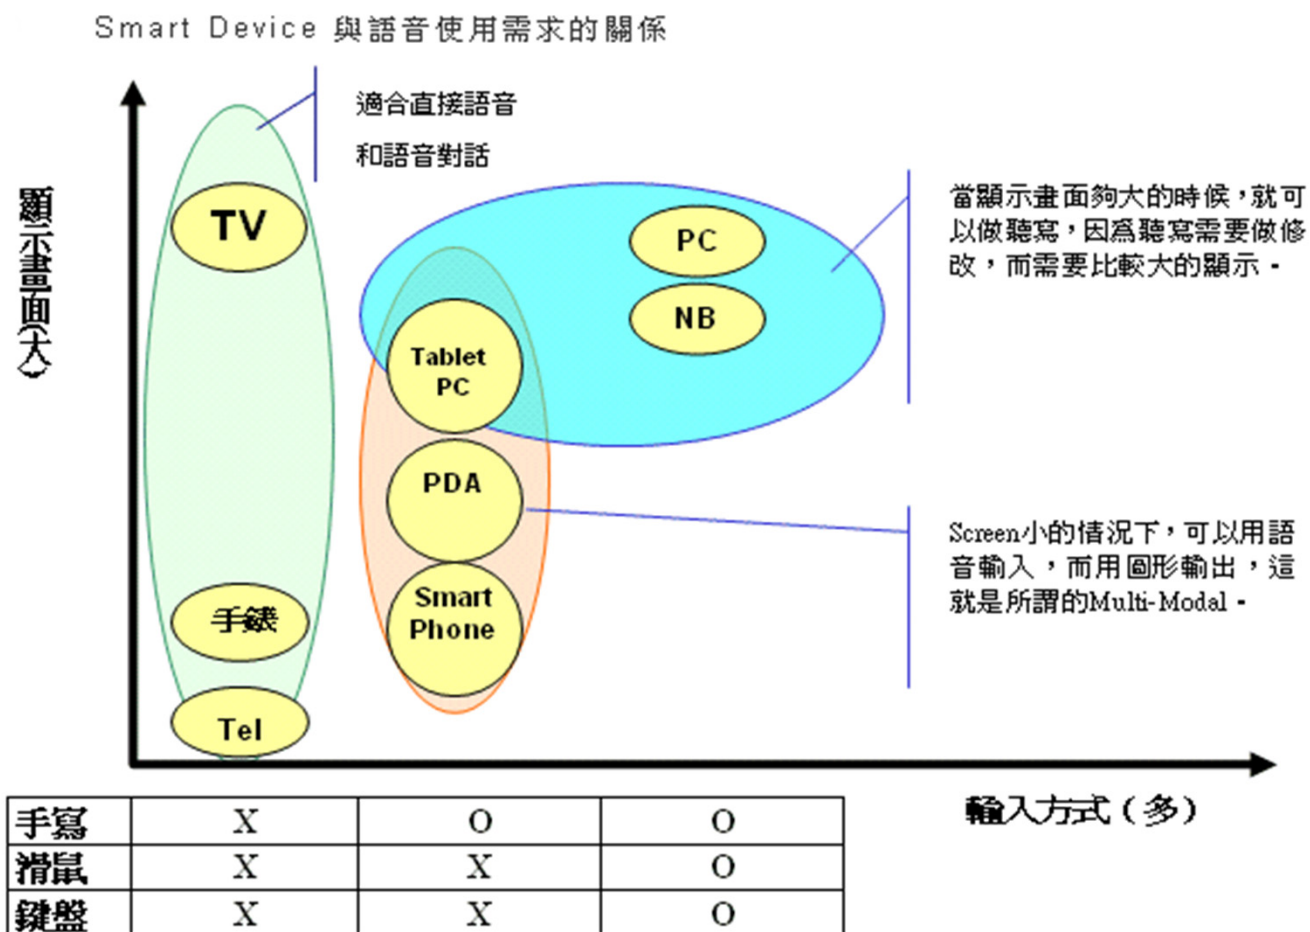 Smart Device 與語音使用需求的關係
適合直接語音
和語音對話
顯示畫面(大)
TV
手錶
Tel
Tablet
PC
PDA
Smart
Phone
PC
NB
當顯示畫面夠大的時候，就可
以做聽寫，因為聽寫需要做修
改，而需要比較大的顯示。
Screen小的情況下，可以用語
音輸入，而用圖形輸出，這
就是所謂的Multi-Modal。
輸入方式（多）
手寫 X O O
滑鼠 X X O
鍵盤 X X O